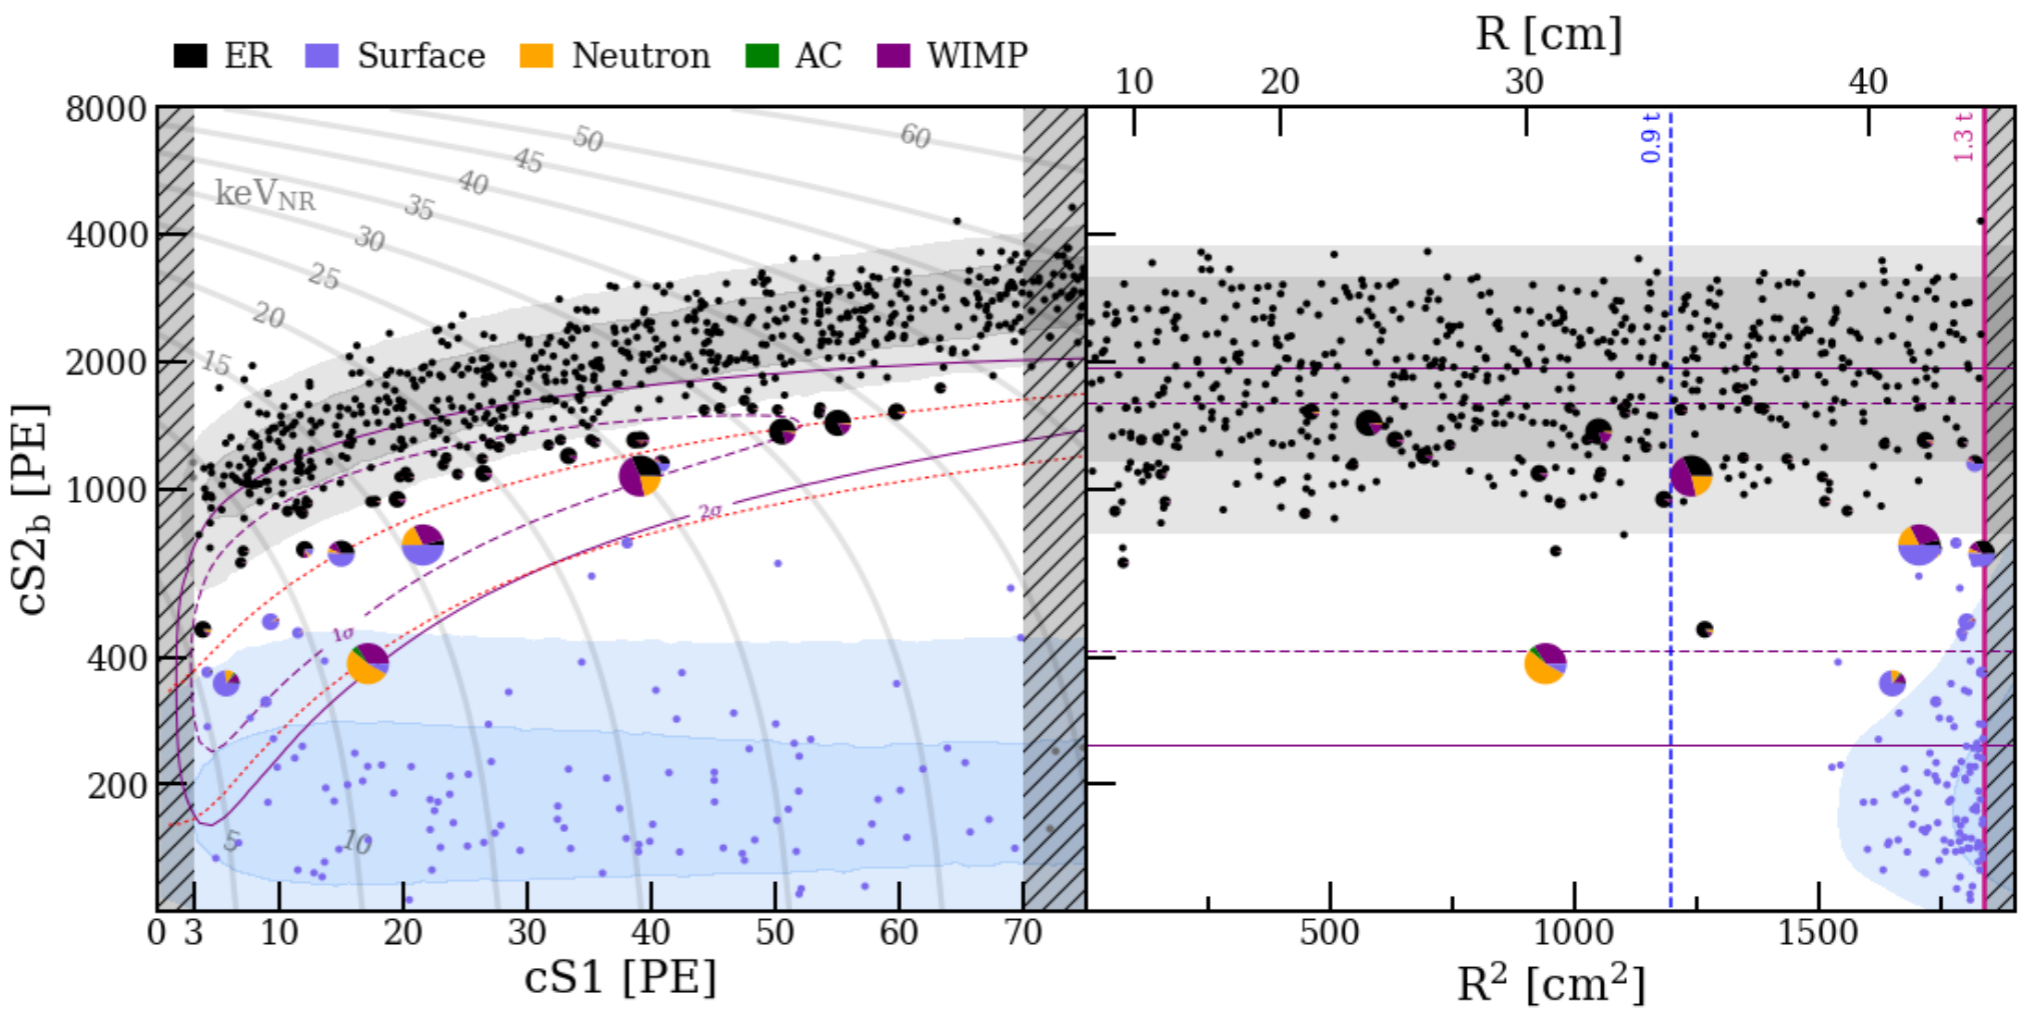 ER Surface Neutron AC WIMP
R [cm]
10 20 30 40
8000
4000
2000
1000
400
200
cS2b [PE]
keVNR
50
60
45
40
35
30
25
20
15
5
10
1σ
2σ
0.9 t
1.3 t
0 3 10 20 30 40 50 60 70
500 1000 1500
cS1 [PE]
R² [cm²]